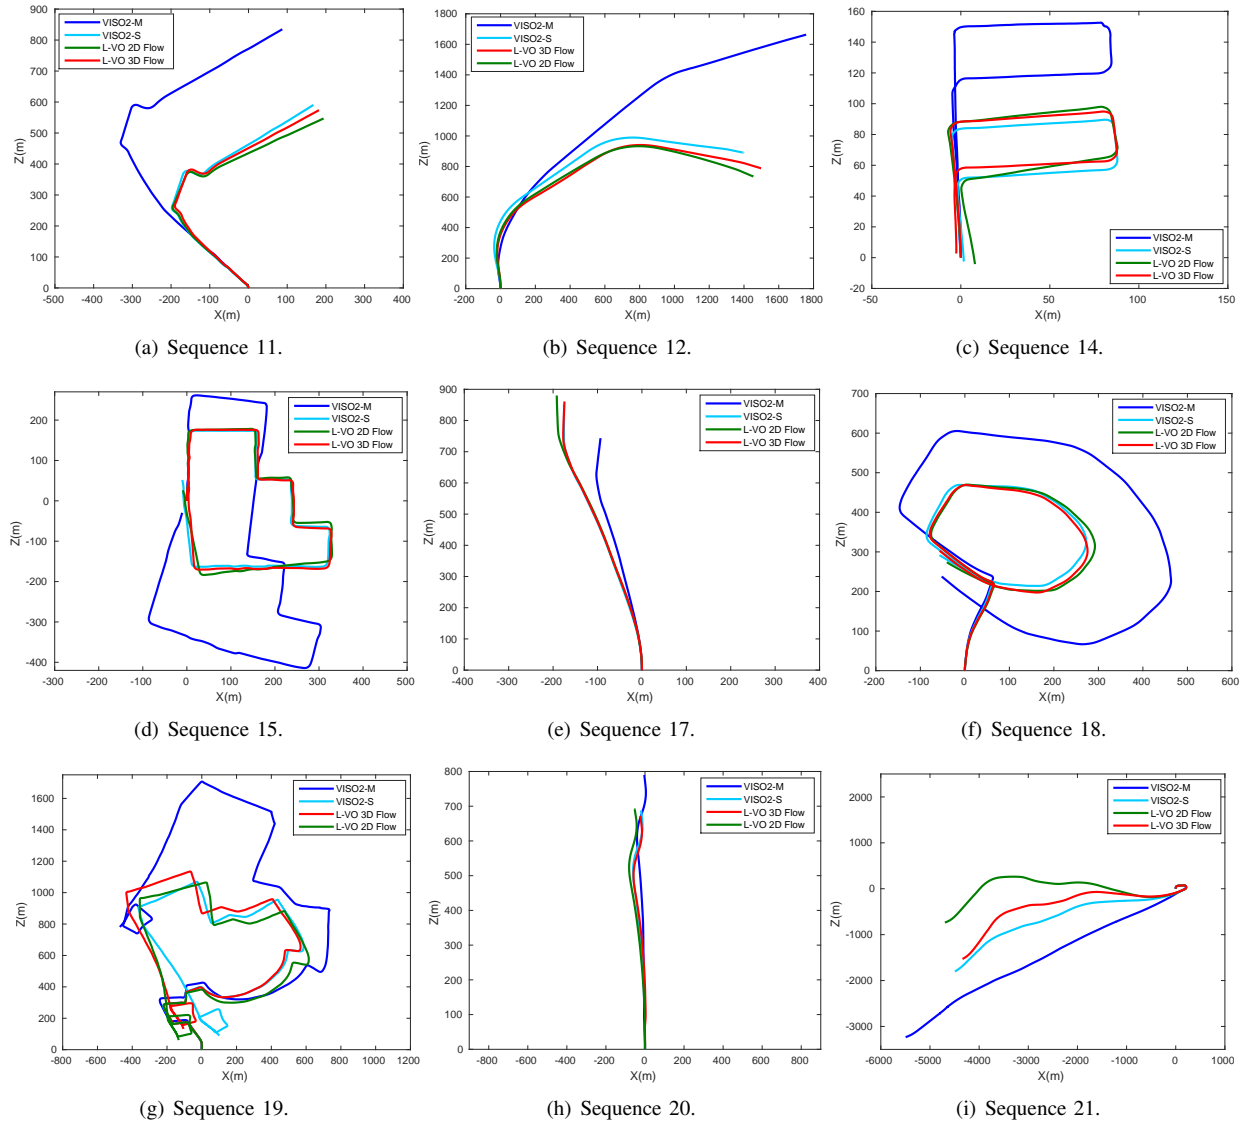 900
800
700
600
500
400
300
200
100
0
Z(m)
-500 -400 -300 -200 -100 0 100 200 300 400
X(m)
VISO2-M
VISO2-S
L-VO 2D Flow
L-VO 3D Flow
(a) Sequence 11.
1800
1600
1400
1200
1000
800
600
400
200
0
Z(m)
-200 0 200 400 600 800 1000 1200 1400 1600 1800
X(m)
VISO2-M
VISO2-S
L-VO 3D Flow
L-VO 2D Flow
(b) Sequence 12.
160
140
120
100
80
60
40
20
0
-20
Z(m)
-50 0 50 100 150
X(m)
VISO2-M
VISO2-S
L-VO 2D Flow
L-VO 3D Flow
(c) Sequence 14.
200
100
0
-100
-200
-300
-400
Z(m)
-300 -200 -100 0 100 200 300 400 500
X(m)
VISO2-M
VISO2-S
L-VO 2D Flow
L-VO 3D Flow
(d) Sequence 15.
900
800
700
600
500
400
300
200
100
0
Z(m)
-400 -300 -200 -100 0 100 200 300 400
X(m)
VISO2-M
VISO2-S
L-VO 2D Flow
L-VO 3D Flow
(e) Sequence 17.
700
600
500
400
300
200
100
0
Z(m)
-200 -100 0 100 200 300 400 500 600
X(m)
VISO2-M
VISO2-S
L-VO 2D Flow
L-VO 3D Flow
(f) Sequence 18.
1600
1400
1200
1000
800
600
400
200
0
Z(m)
-800 -600 -400 -200 0 200 400 600 800 1000 1200
X(m)
VISO2-M
VISO2-S
L-VO 3D Flow
L-VO 2D Flow
(g) Sequence 19.
800
700
600
500
400
300
200
100
0
Z(m)
-800 -600 -400 -200 0 200 400 600 800
X(m)
VISO2-M
VISO2-S
L-VO 3D Flow
L-VO 2D Flow
(h) Sequence 20.
2000
1000
0
-1000
-2000
-3000
Z(m)
-6000 -5000 -4000 -3000 -2000 -1000 0 1000
X(m)
VISO2-M
VISO2-S
L-VO 2D Flow
L-VO 3D Flow
(i) Sequence 21.